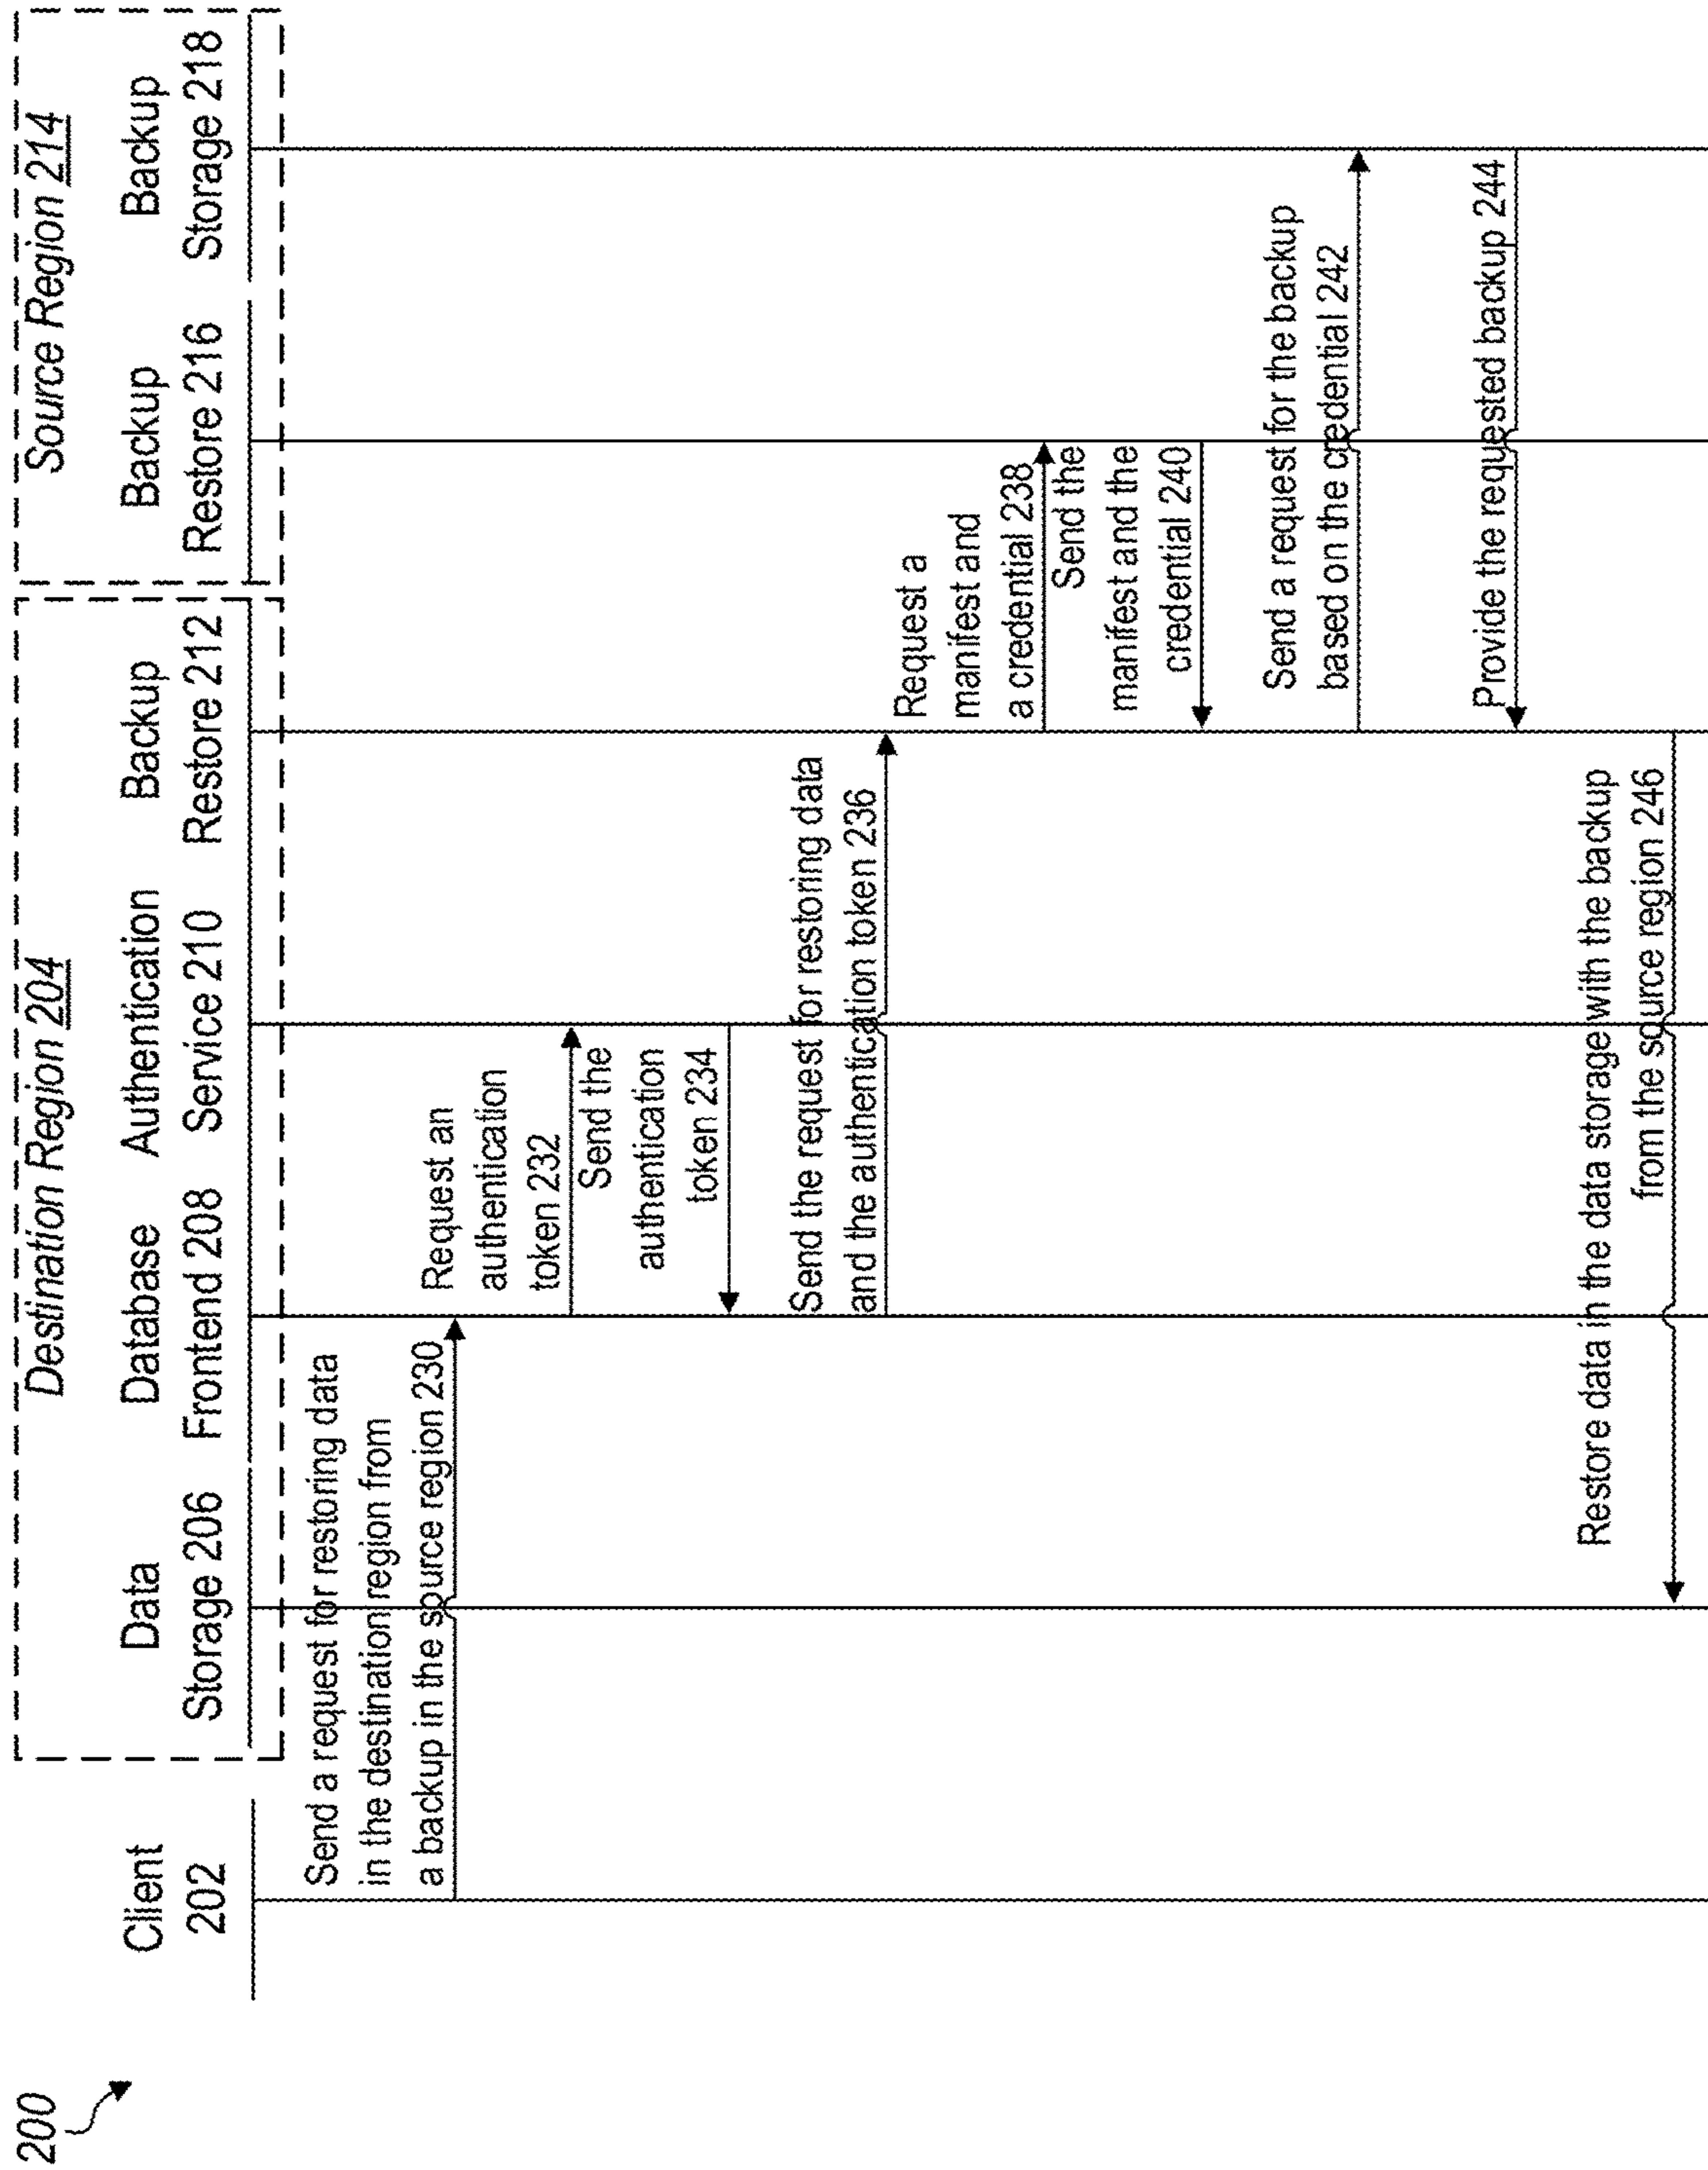 200
Destination Region 204
Source Region 214
Client
202
Data
Storage 206
Database
Frontend 208
Authentication
Service 210
Backup
Restore 212
Backup
Restore 216
Backup
Storage 218
Send a request for restoring data
in the destination region from
a backup in the source region 230
Request an
authentication
token 232
Send the
authentication
token 234
Send the request for restoring data
and the authentication token 236
Request a
manifest and
a credential 238
Send the
manifest and the
credential 240
Send a request for the backup
based on the credential 242
Provide the requested backup 244
Restore data in the data storage with the backup
from the source region 246